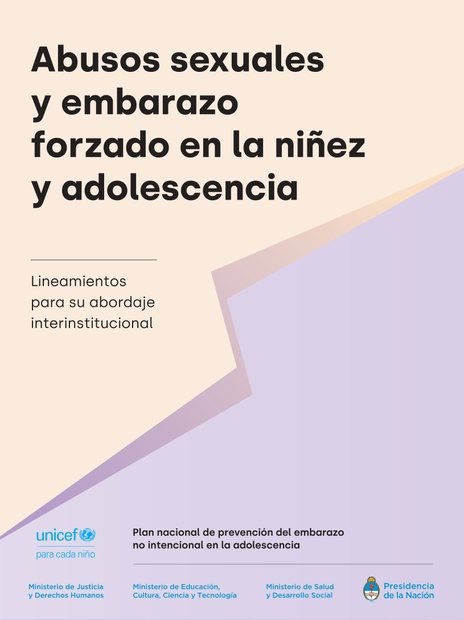 Abusos sexuales
y embarazo
forzado en la niñez
y adolescencia
Lineamientos
para su abordaje
interinstitucional
unicef
para cada niño
Plan nacional de prevención del embarazo
no intencional en la adolescencia
Ministerio de Justicia
y Derechos Humanos
Ministerio de Educación,
Cultura, Ciencia y Tecnología
Ministerio de Salud
y Desarrollo Social
Presidencia
de la Nación